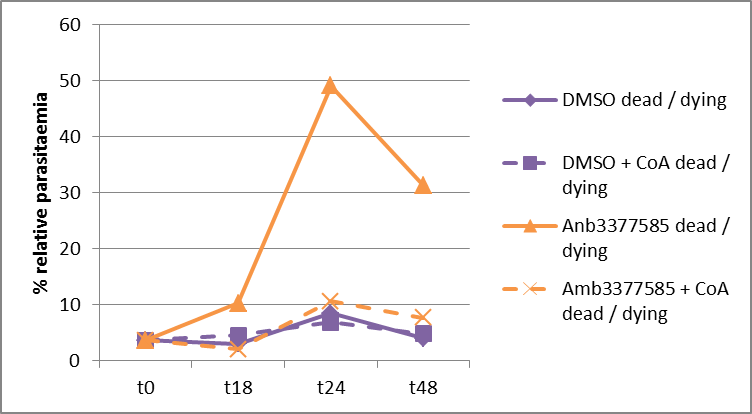 60
50
40
30
20
10
0
% relative parasitaemia
t0 t18 t24 t48
DMSO dead / dying
DMSO + CoA dead /
dying
Anb3377585 dead /
dying
Amb3377585 + CoA
dead / dying